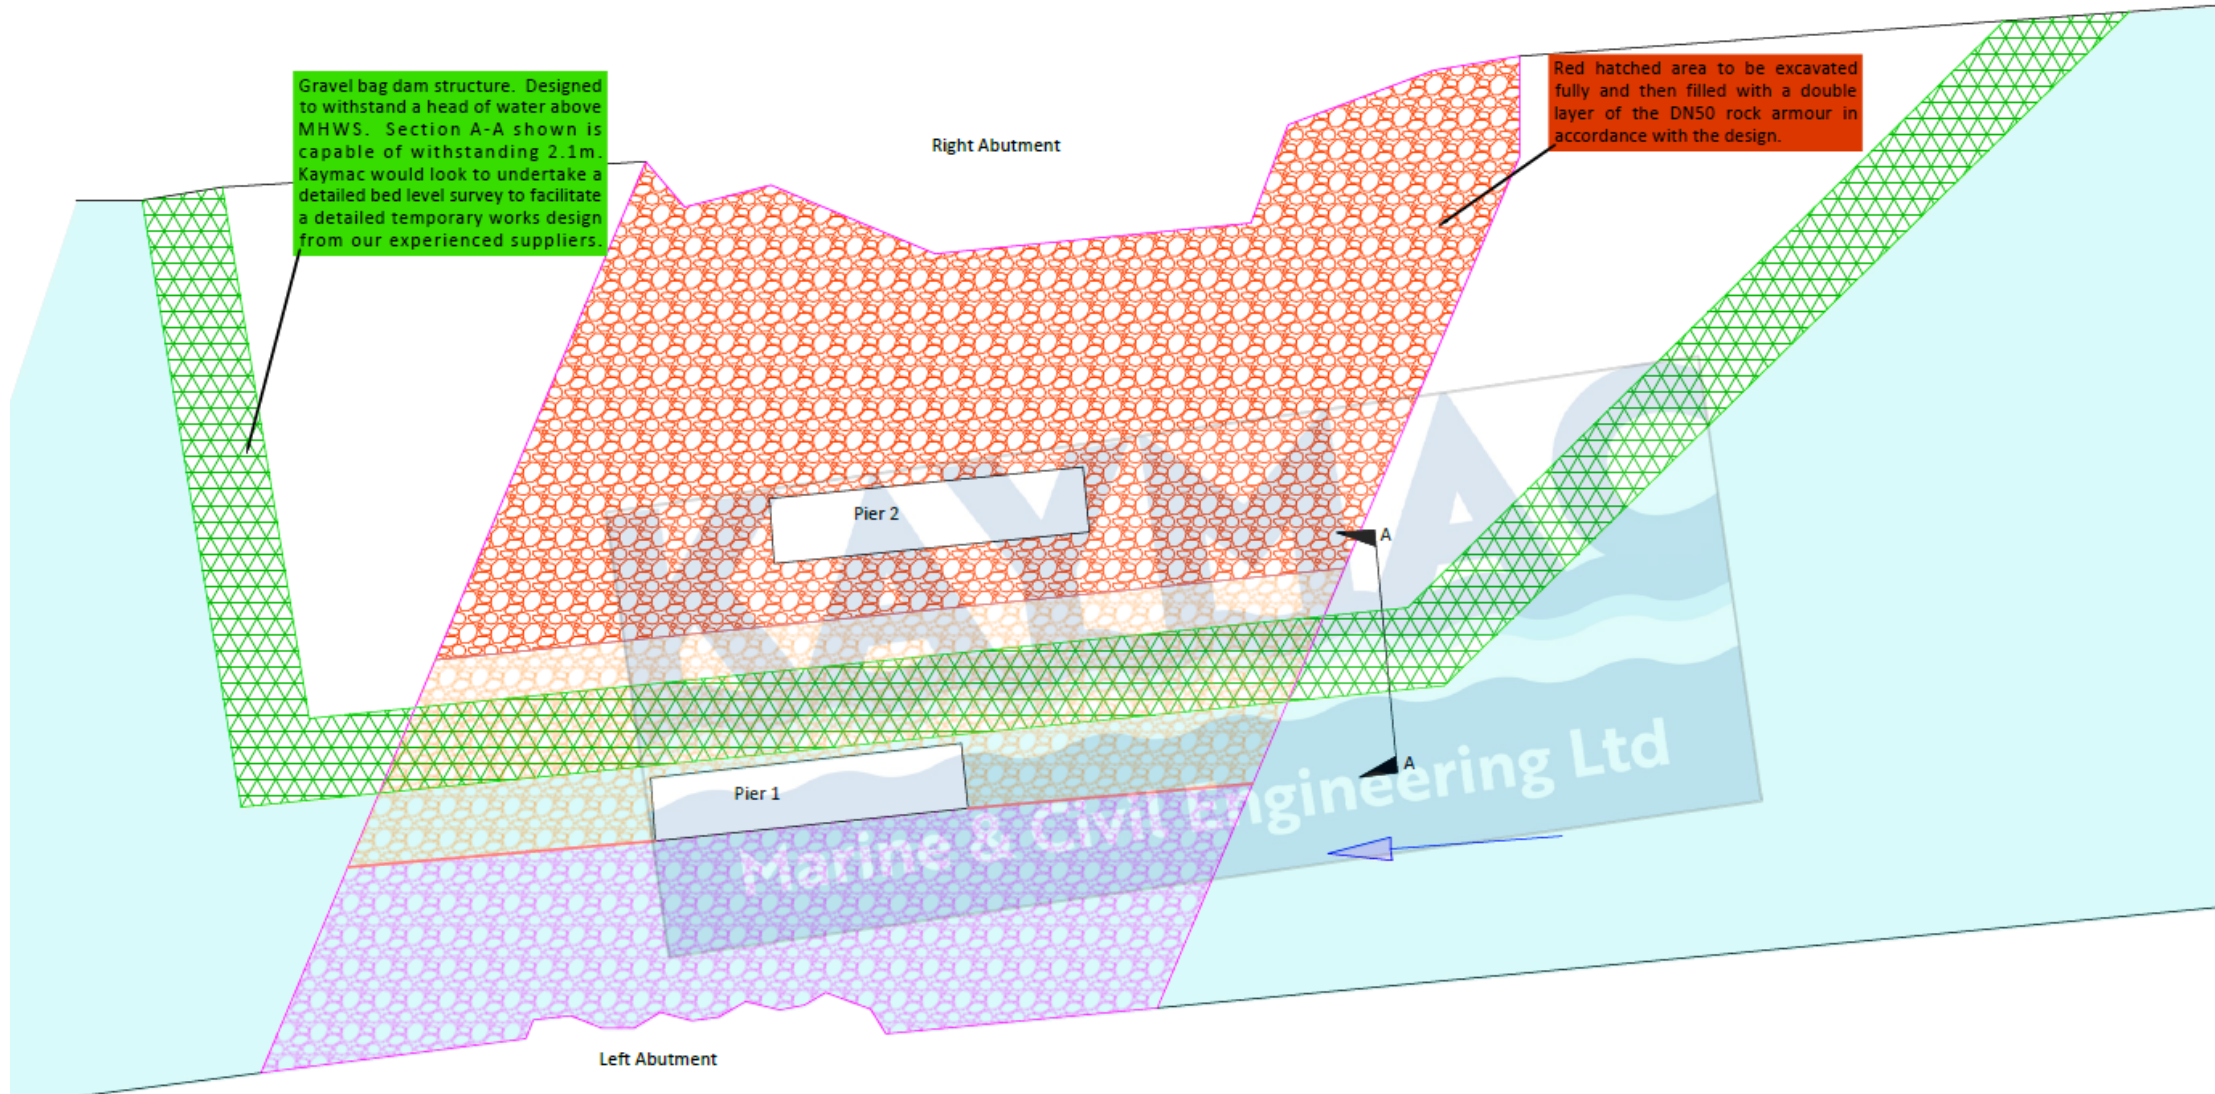 Gravel bag dam structure. Designed
to withstand a head of water above
MHWS. Section A-A shown is
capable of withstanding 2.1m.
Kaymac would look to undertake a
detailed bed level survey to facilitate
a detailed temporary works design
from our experienced suppliers.
Right Abutment
Red hatched area to be excavated
fully and then filled with a double
layer of the DN50 rock armour in
accordance with the design.
Pier 2
A
KAYMAC
A
Pier 1
Marine & Civil Engineering Ltd
Left Abutment